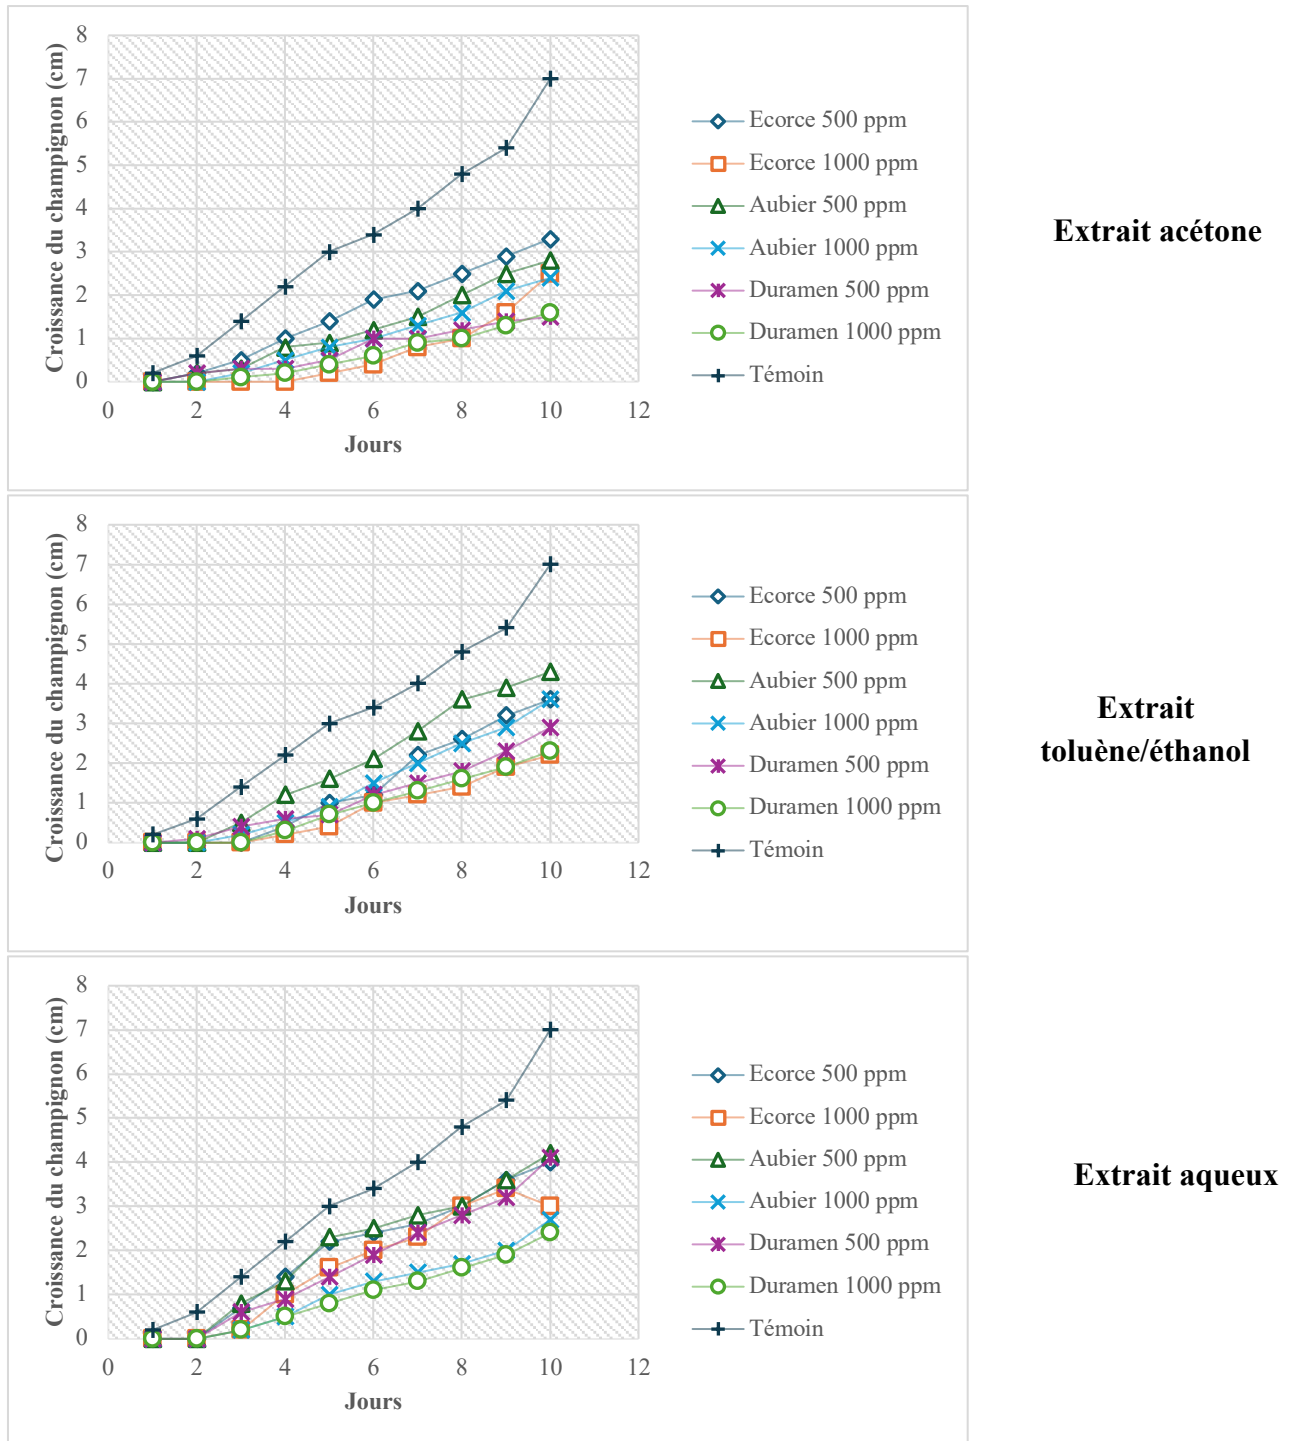 Croissance du champignon (cm)
8
7
6
5
4
3
2
1
0
0 2 4 6 8 10 12
Jours
Ecorce 500 ppm
Ecorce 1000 ppm
Aubier 500 ppm
Aubier 1000 ppm
Duramen 500 ppm
Duramen 1000 ppm
Témoin
Extrait acétone
Croissance du champignon (cm)
8
7
6
5
4
3
2
1
0
0 2 4 6 8 10 12
Jours
Ecorce 500 ppm
Ecorce 1000 ppm
Aubier 500 ppm
Aubier 1000 ppm
Duramen 500 ppm
Duramen 1000 ppm
Témoin
Extrait
toluène/éthanol
Croissance du champignon (cm)
8
7
6
5
4
3
2
1
0
0 2 4 6 8 10 12
Jours
Ecorce 500 ppm
Ecorce 1000 ppm
Aubier 500 ppm
Aubier 1000 ppm
Duramen 500 ppm
Duramen 1000 ppm
Témoin
Extrait aqueux